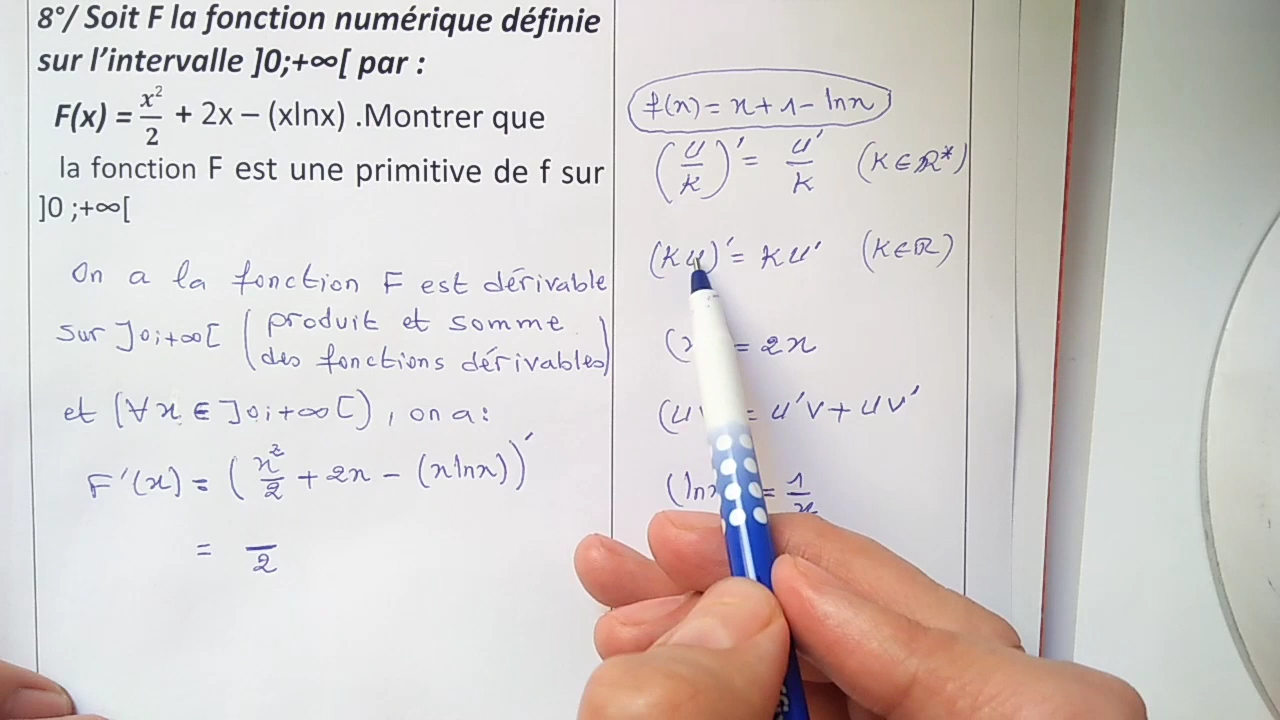 8°/ Soit F la fonction numérique définie
sur l'intervalle ]0;+∞[ par :
F(x) = x²/2 + 2x – (xlnx) .Montrer que
la fonction F est une primitive de f sur
]0 ;+∞[
On a la fonction F est dérivable
sur ]0;+∞[ (produit et somme
des fonctions dérivables)
et (∀x ∈ ]0;+∞[), on a:
F'(x) = (x²/2 + 2x - (xlnx))'
= /2
f(x) = x + 1 - lnx
(u/k)' = u'/k (k∈ℝ*)
(ku)' = ku' (k∈ℝ)
(x = 2x
(u = u'v + uv'
(lnx = 1/x